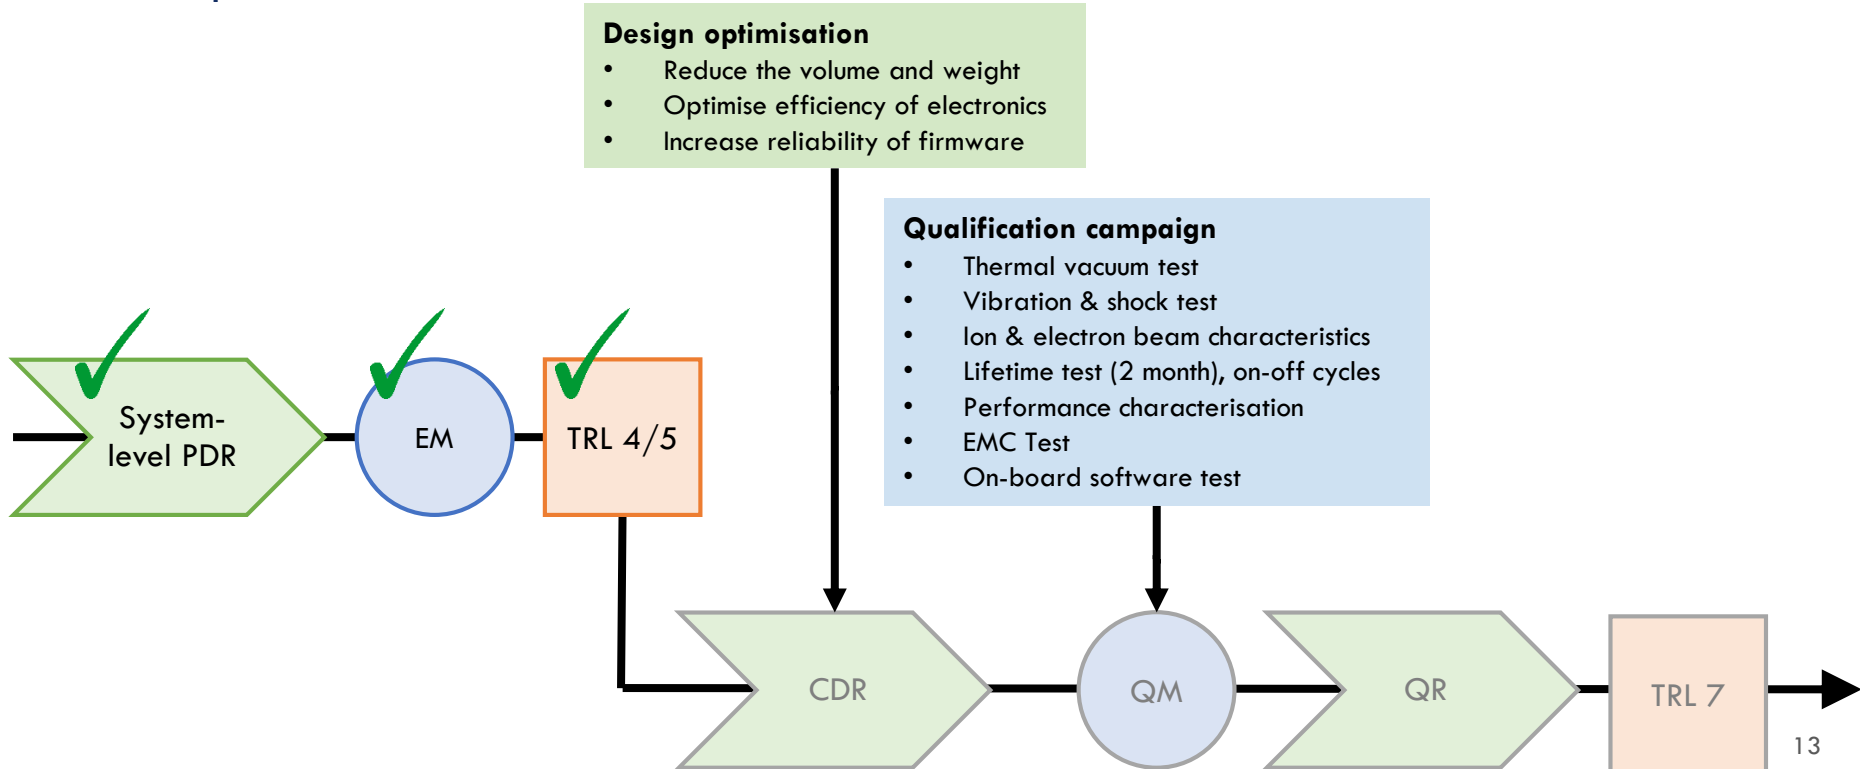 Design optimisation
• Reduce the volume and weight
• Optimise efficiency of electronics
• Increase reliability of firmware
Qualification campaign
• Thermal vacuum test
• Vibration & shock test
• Ion & electron beam characteristics
• Lifetime test (2 month), on-off cycles
• Performance characterisation
• EMC Test
• On-board software test
System-
level PDR
EM
TRL 4/5
CDR
QM
QR
TRL 7
13